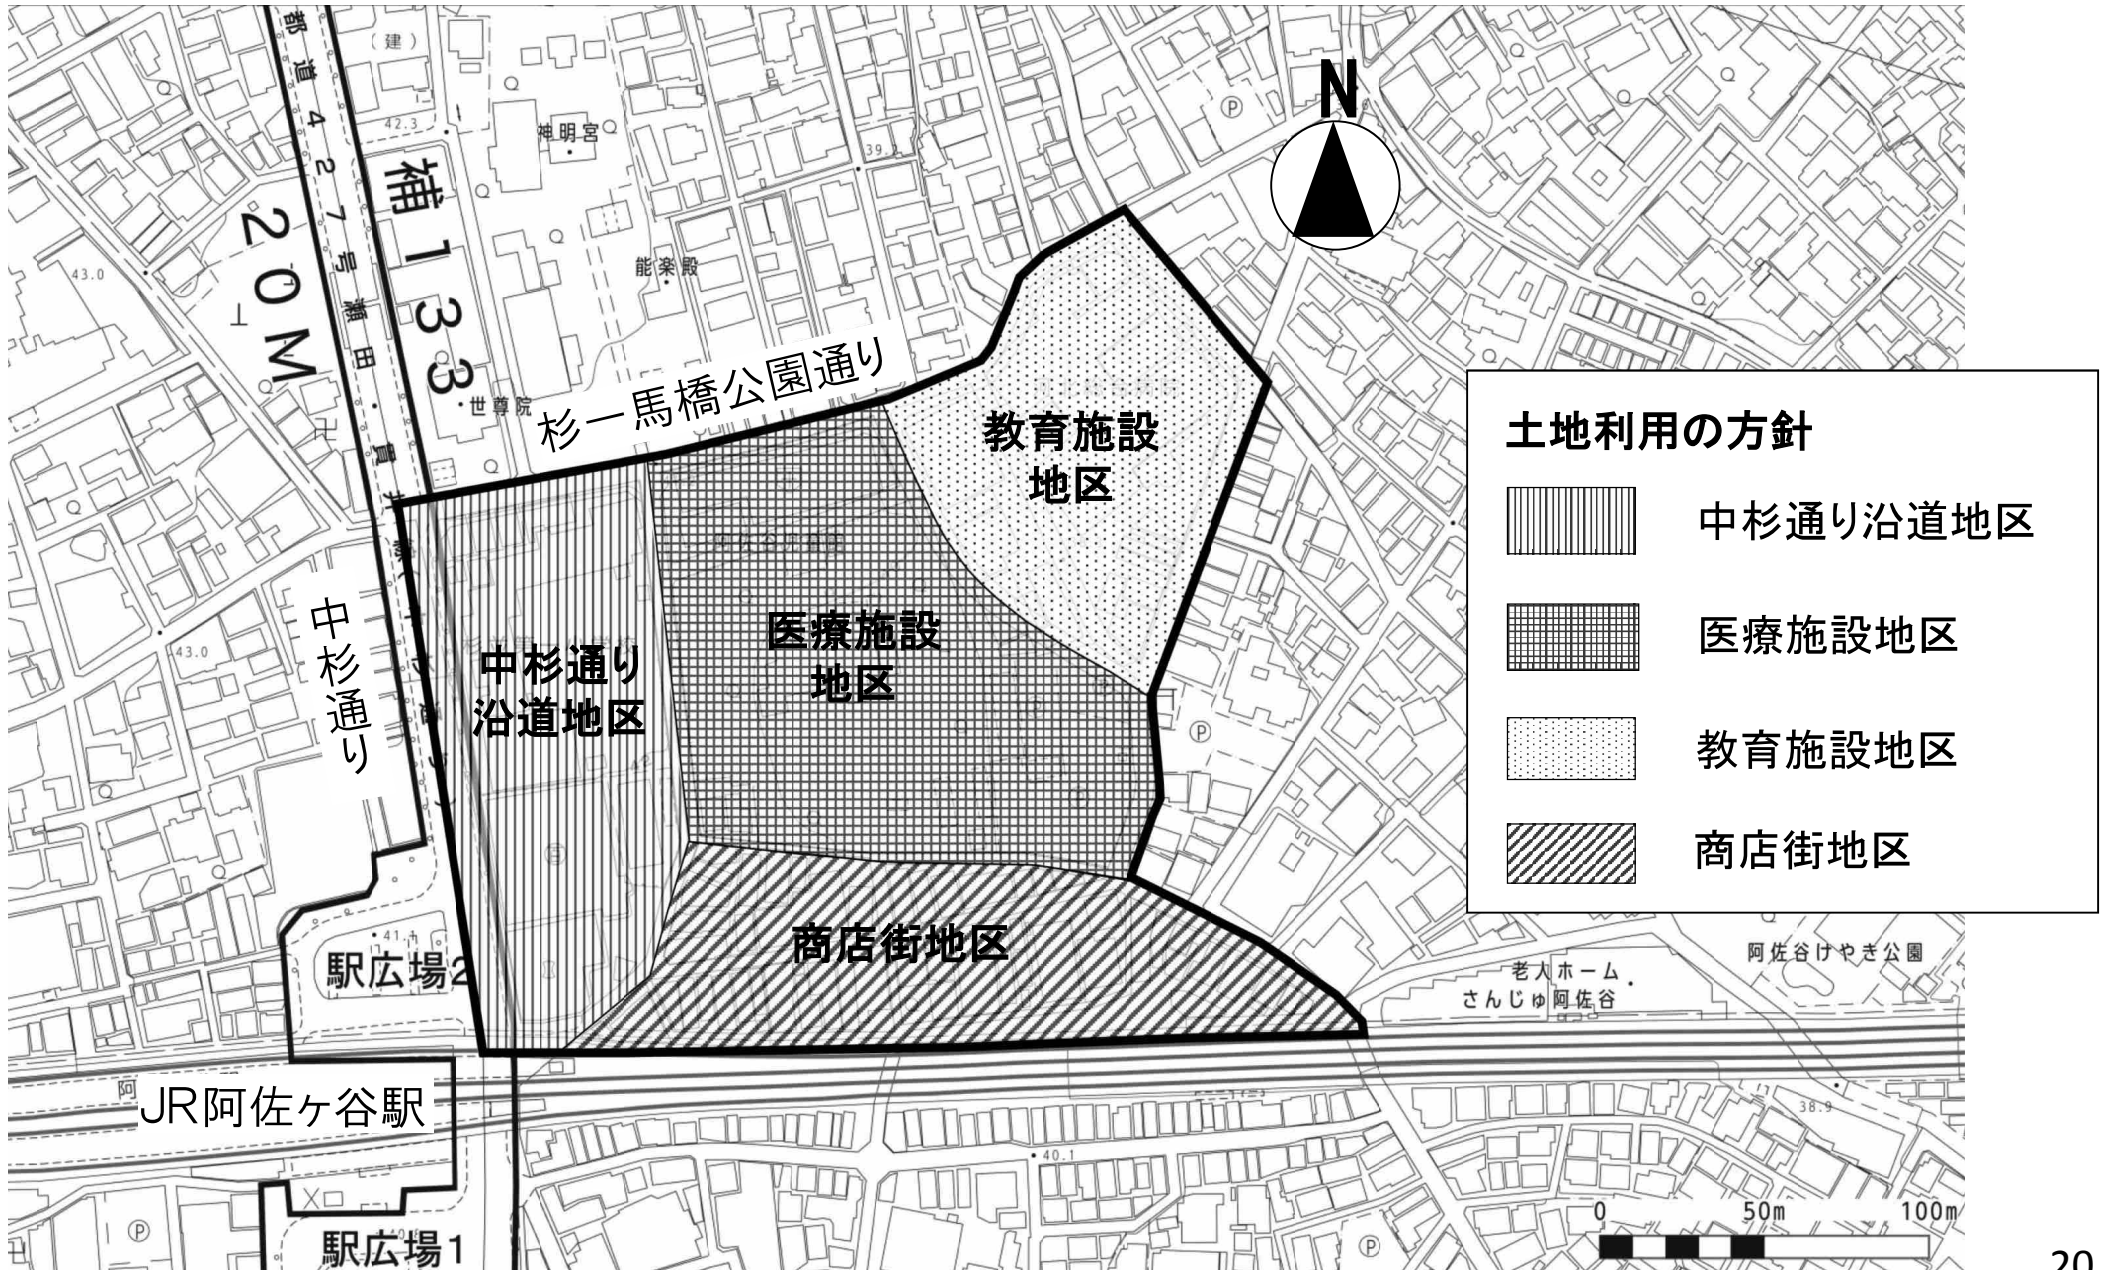 都道427号瀬田・貫井線(中杉通り)
(建)
42.3
神明宮
39.2
N
補133
20M
能楽殿
43.0
世尊院
杉一馬橋公園通り
教育施設
地区
土地利用の方針
中杉通り沿道地区
医療施設地区
教育施設地区
商店街地区
中杉通り
43.0
中杉通り
沿道地区
医療施設
地区
P
商店街地区
41.1
駅広場2
老人ホーム
さんじゅ阿佐谷
阿佐谷けやき公園
JR阿佐ヶ谷駅
38.9
40.1
駅広場1
P
P
P
0 50m 100m
20